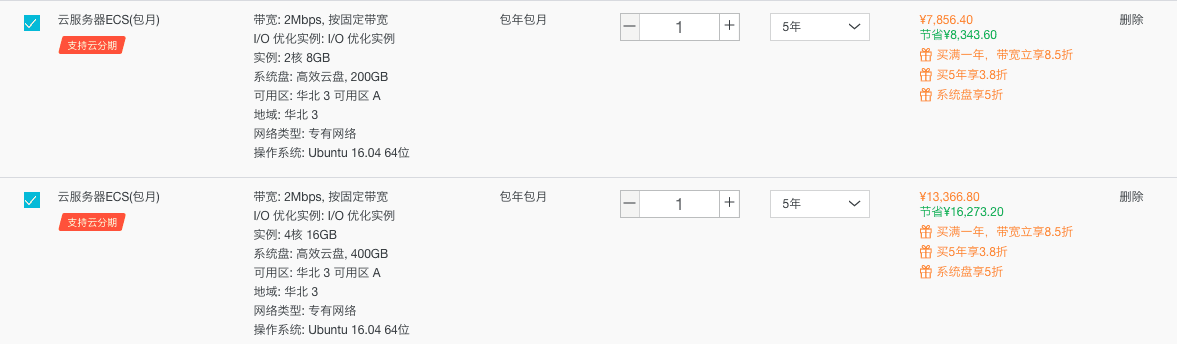 云服务器ECS(包月)
支持云分期
带宽: 2Mbps, 按固定带宽
I/O 优化实例: I/O 优化实例
实例: 2核 8GB
系统盘: 高效云盘, 200GB
可用区: 华北 3 可用区 A
地域: 华北 3
网络类型: 专有网络
操作系统: Ubuntu 16.04 64位
包年包月
1
5年
¥7,856.40
节省¥8,343.60
买满一年，带宽立享8.5折
买5年享3.8折
系统盘享5折
删除
云服务器ECS(包月)
支持云分期
带宽: 2Mbps, 按固定带宽
I/O 优化实例: I/O 优化实例
实例: 4核 16GB
系统盘: 高效云盘, 400GB
可用区: 华北 3 可用区 A
地域: 华北 3
网络类型: 专有网络
操作系统: Ubuntu 16.04 64位
包年包月
1
5年
¥13,366.80
节省¥16,273.20
买满一年，带宽立享8.5折
买5年享3.8折
系统盘享5折
删除